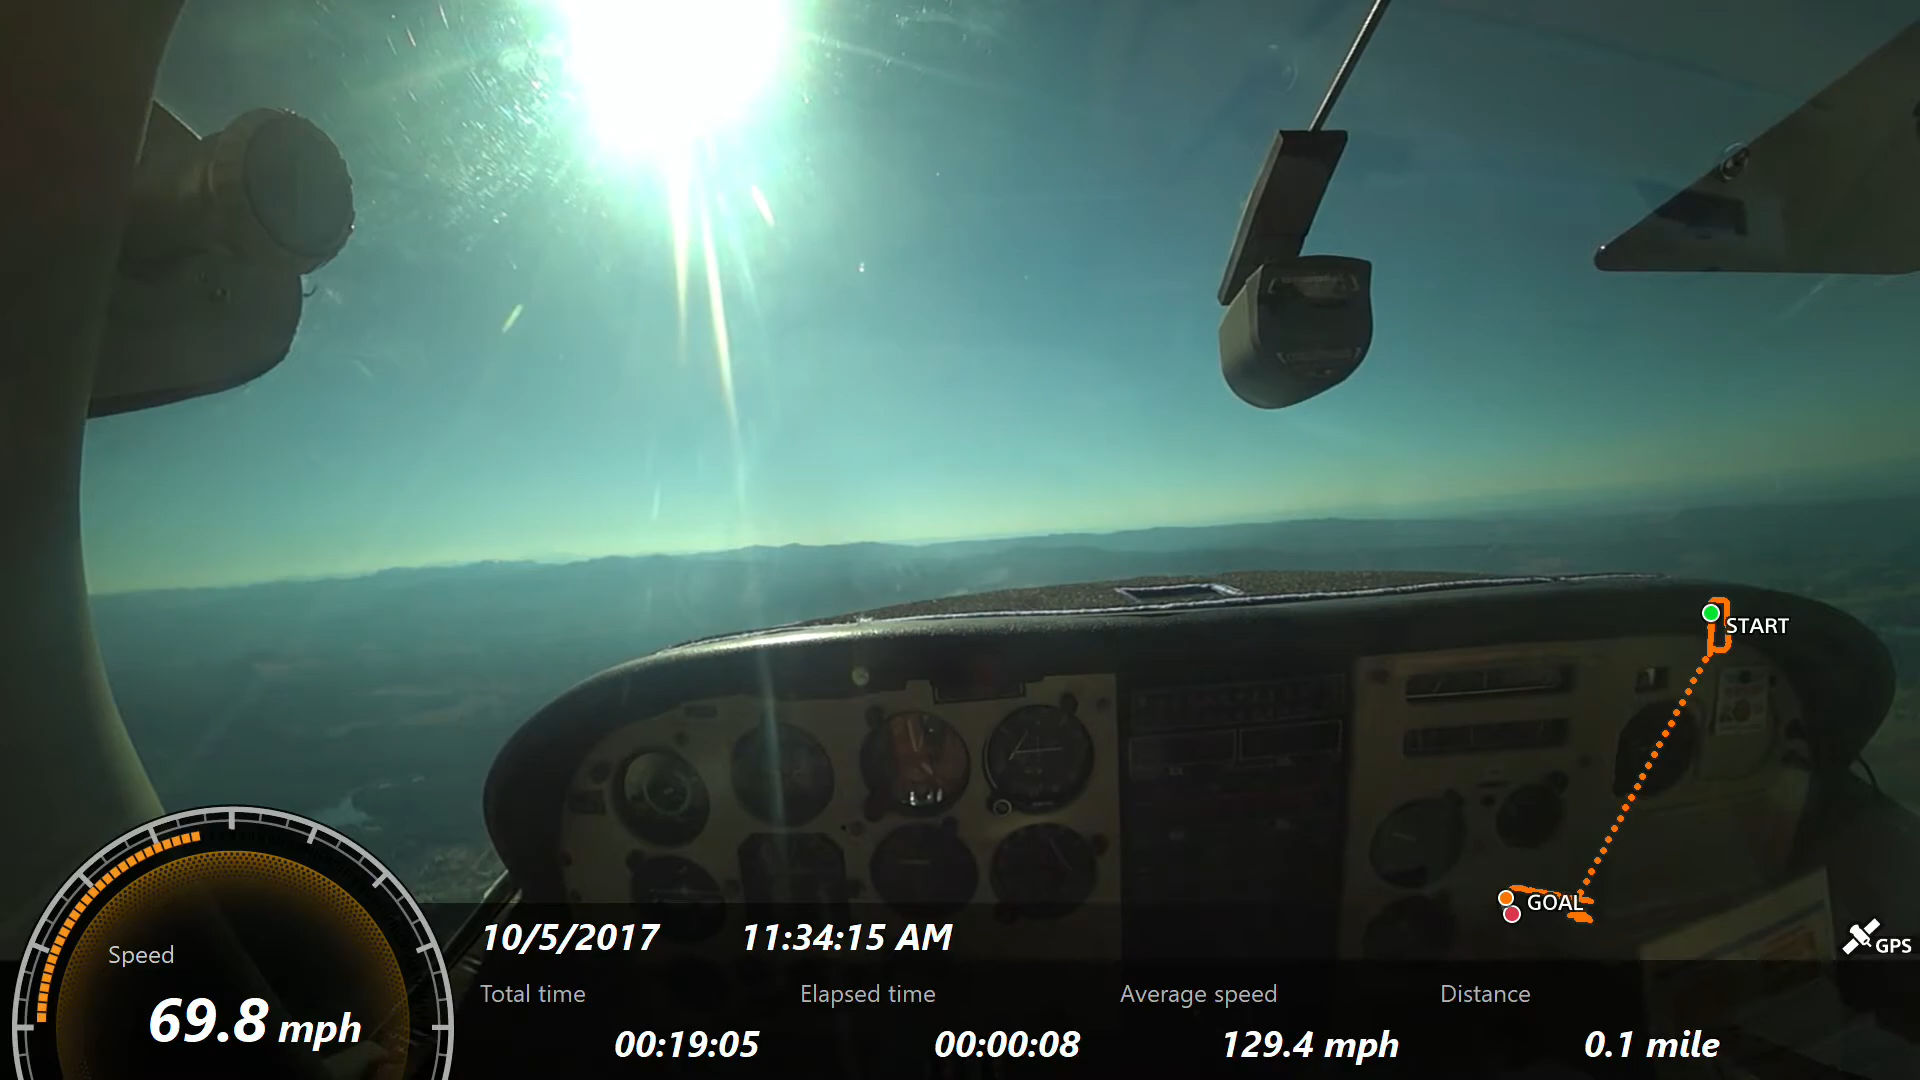 START
GOAL
GPS
10/5/2017 11:34:15 AM
Speed
69.8 mph
Total time Elapsed time Average speed Distance
00:19:05 00:00:08 129.4 mph 0.1 mile